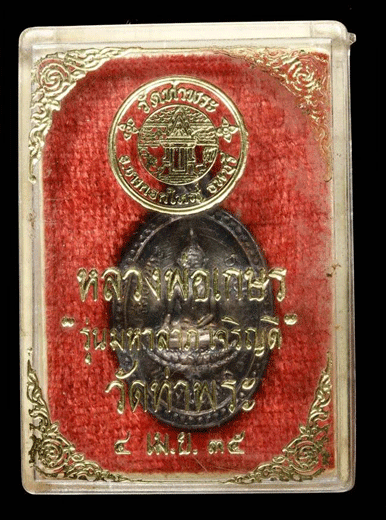 วัดท่าพระ
หลวงพ่อเกษร
"รุ่นมหาลาภเจริญดี"
วัดท่าพระ
๔ เม.ย. ๓๕